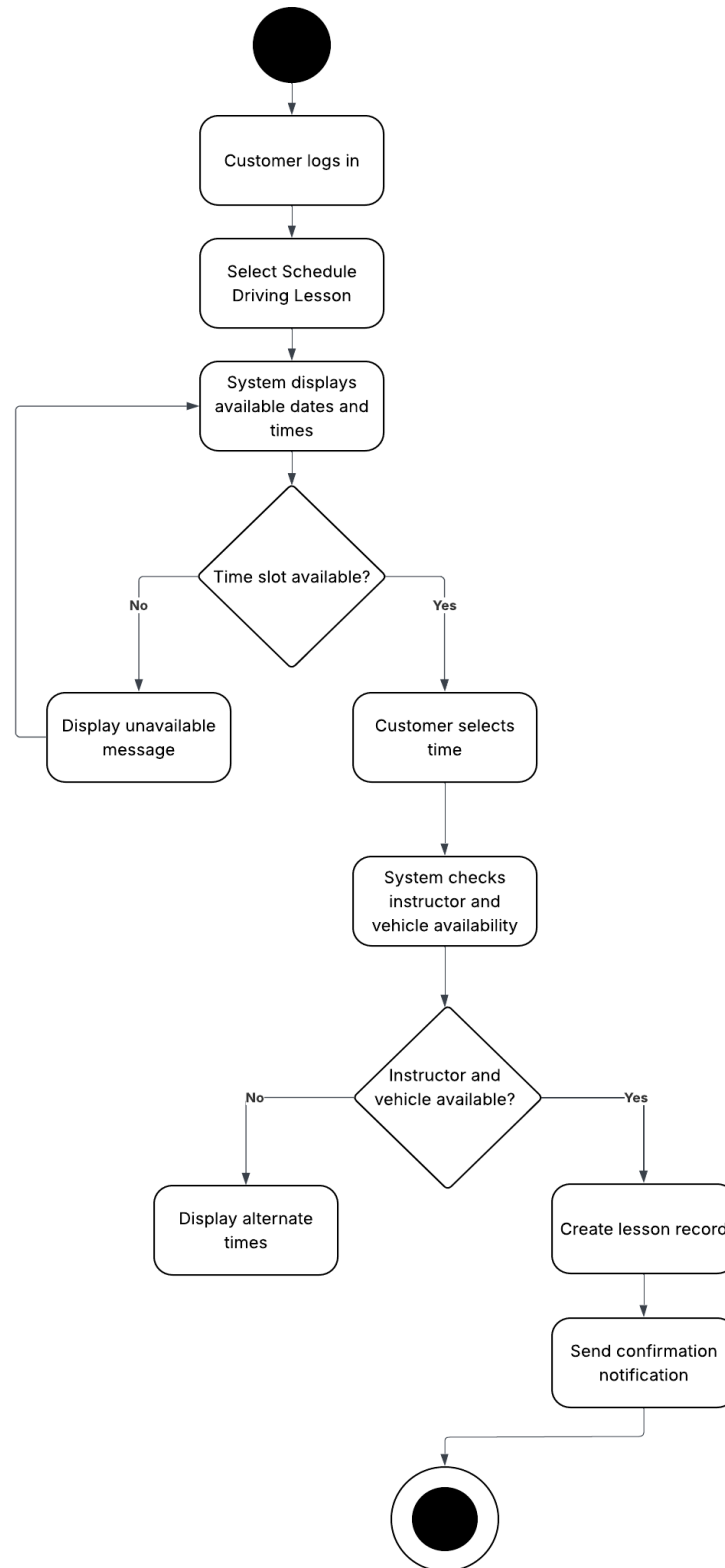 Customer logs in
Select Schedule
Driving Lesson
System displays
available dates and
times
Time slot available?
No
Yes
Display unavailable
message
Customer selects
time
System checks
instructor and
vehicle availability
Instructor and
vehicle available?
No
Yes
Display alternate
times
Create lesson record
Send confirmation
notification